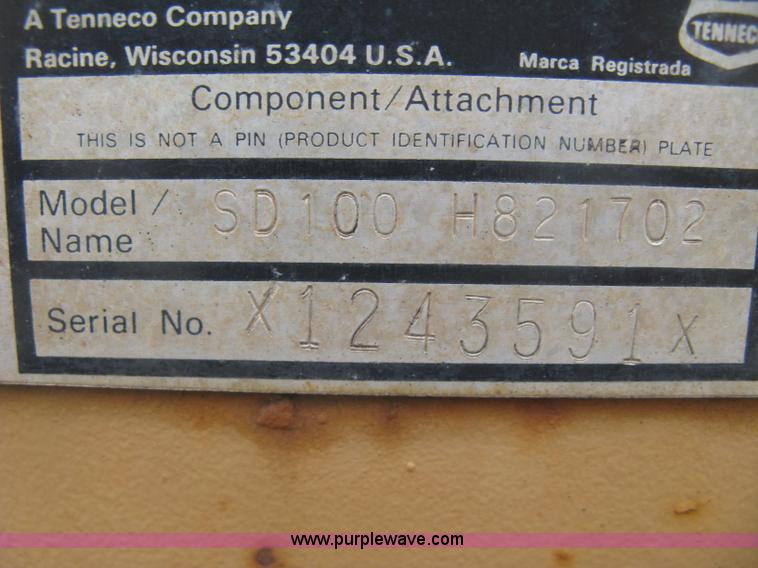 A Tenneco Company
Racine, Wisconsin 53404 U.S.A.
Marca Registrada
TENNECO
Component/Attachment
THIS IS NOT A PIN (PRODUCT IDENTIFICATION NUMBER) PLATE
Model / Name SD100 H821702
Serial No. X1243591X
www.purplewave.com